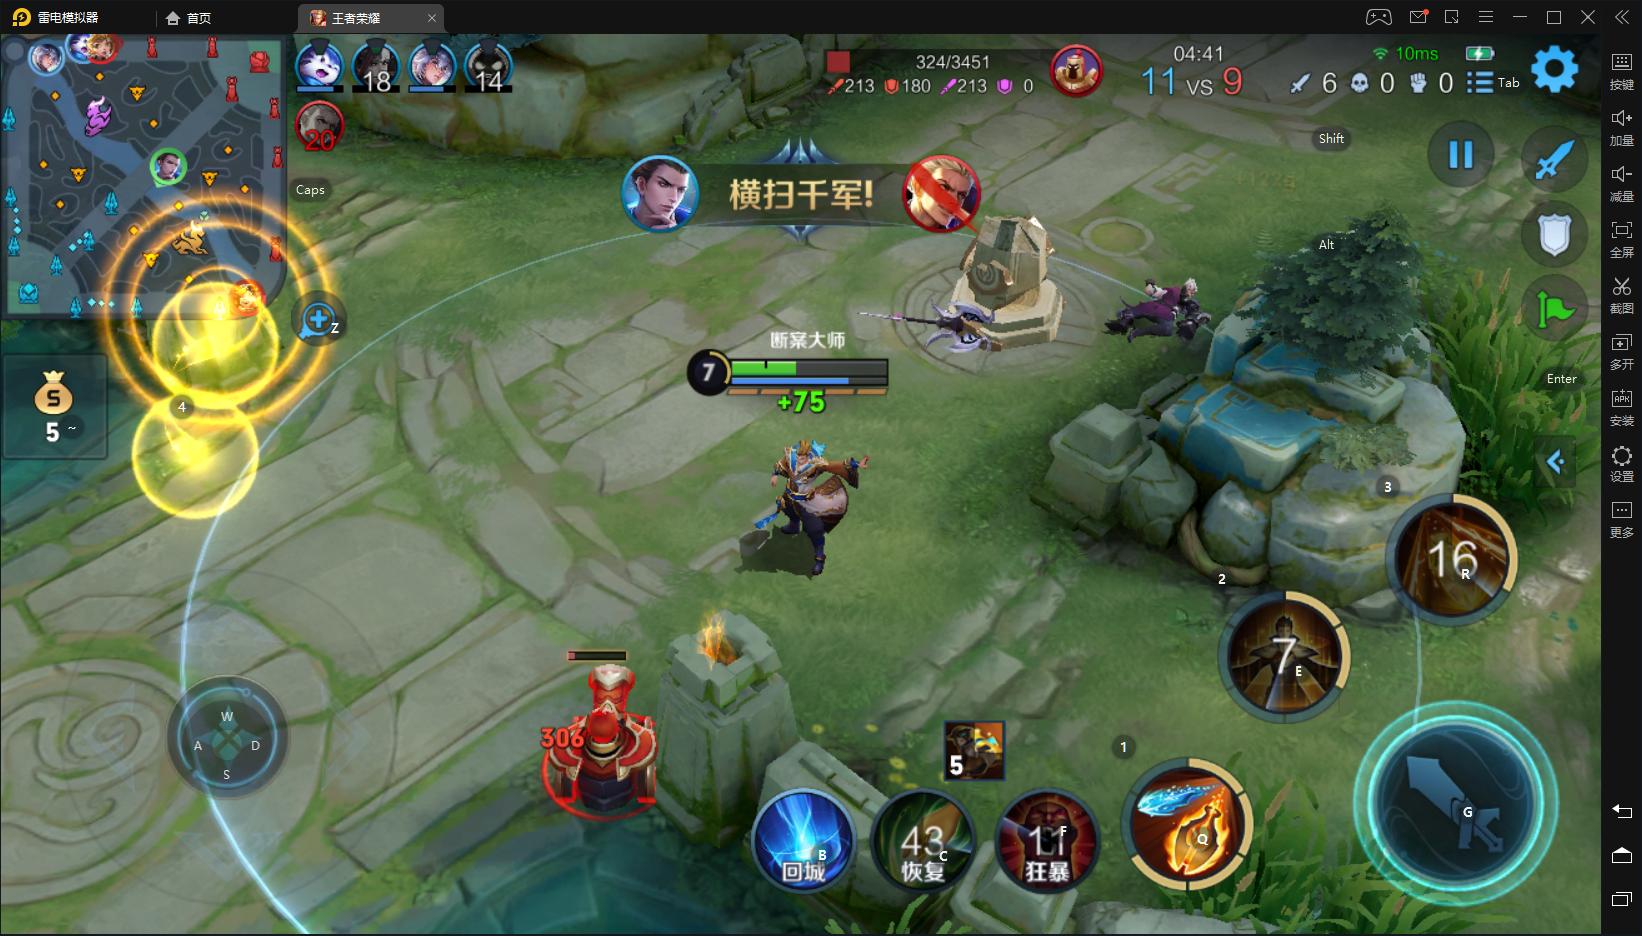 雷电模拟器
首页
王者荣耀
18
14
20
Caps
324/3451
213 180 213 0
04:41
11 VS 9
10ms
6 0 0
Tab
Shift
Alt
Enter
横扫千军!
Z
断案大师
7
+75
S
5 ~
4
W
A D
S
306
5
回城
B
43
恢复
C
11
狂暴
F
1
Q
2
7
E
3
16
R
G
按键
加量
减量
全屏
截图
多开
APK
安装
设置
更多